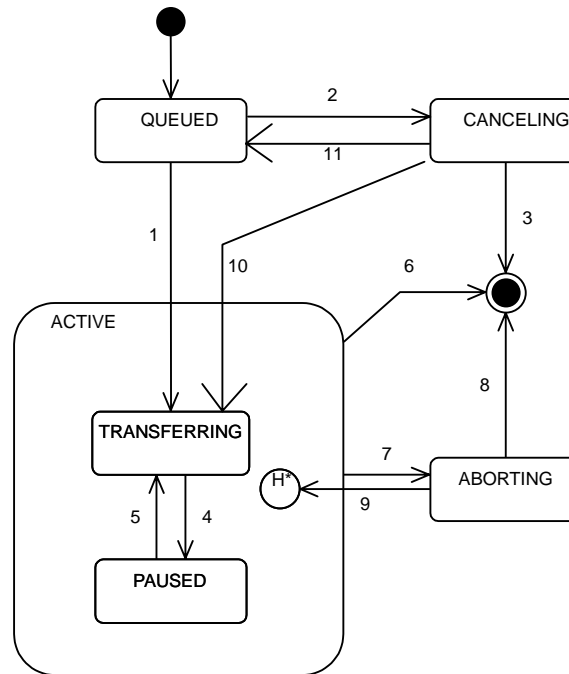 2
QUEUED
CANCELING
11
1
3
10
6
ACTIVE
8
TRANSFERRING
7
H*
ABORTING
9
5
4
PAUSED